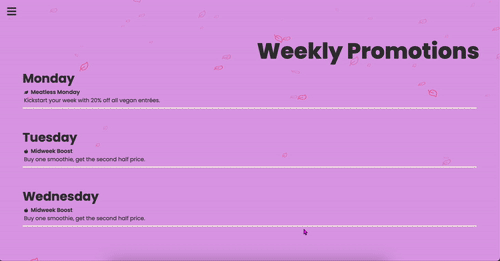 Weekly Promotions
Monday
Meatless Monday
Kickstart your week with 20% off all vegan entrées.
Tuesday
Midweek Boost
Buy one smoothie, get the second half price.
Wednesday
Midweek Boost
Buy one smoothie, get the second half price.